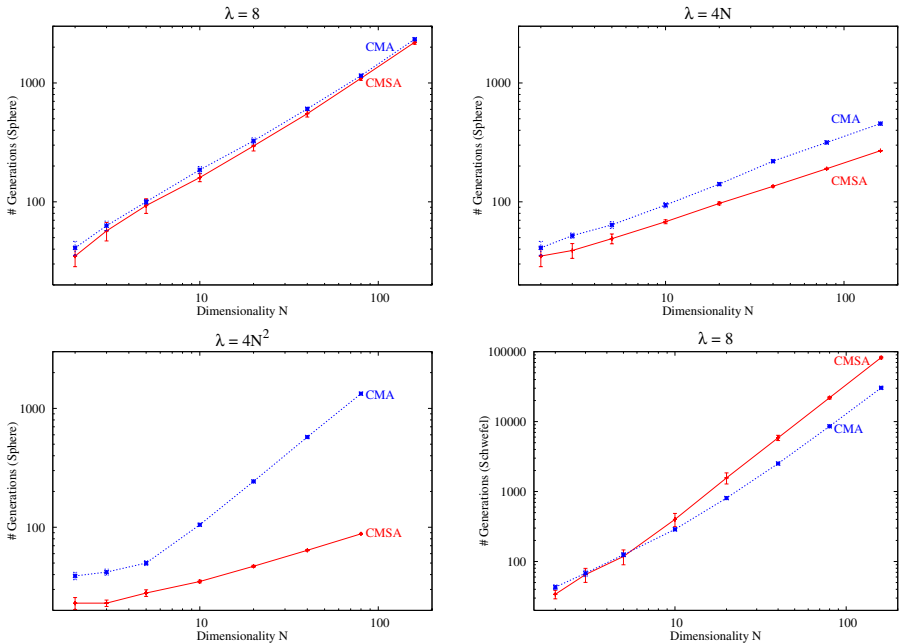 λ = 8
# Generations (Sphere)
1000
100
CMA
CMSA
10
100
Dimensionality N
λ = 4N
# Generations (Sphere)
1000
100
CMA
CMSA
10
100
Dimensionality N
λ = 4N²
# Generations (Sphere)
1000
100
CMA
CMSA
10
100
Dimensionality N
λ = 8
# Generations (Schwefel)
100000
10000
1000
100
CMSA
CMA
10
100
Dimensionality N